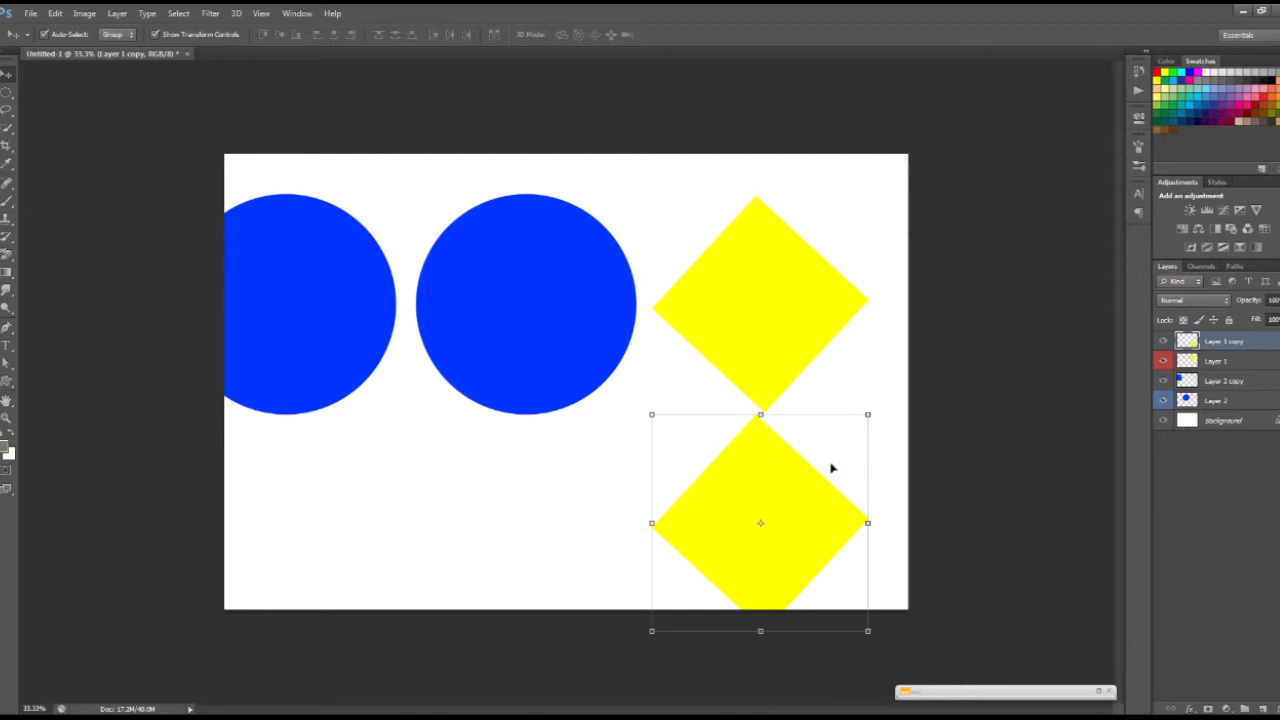 Ps File Edit Image Layer Type Select Filter 3D View Window Help
Auto-Select: Group Show Transform Controls 3D Mode: Essentials
Untitled-1 @ 33.3% (Layer 1 copy, RGB/8) * ×
Color Swatches
Adjustments Styles
Add an adjustment
Layers Channels Paths
Kind
Normal Opacity: 100
Lock: Fill: 100
Layer 1 copy
Layer 1
Layer 2 copy
Layer 2
Background
33.33% Doc: 17.2M/40.0M